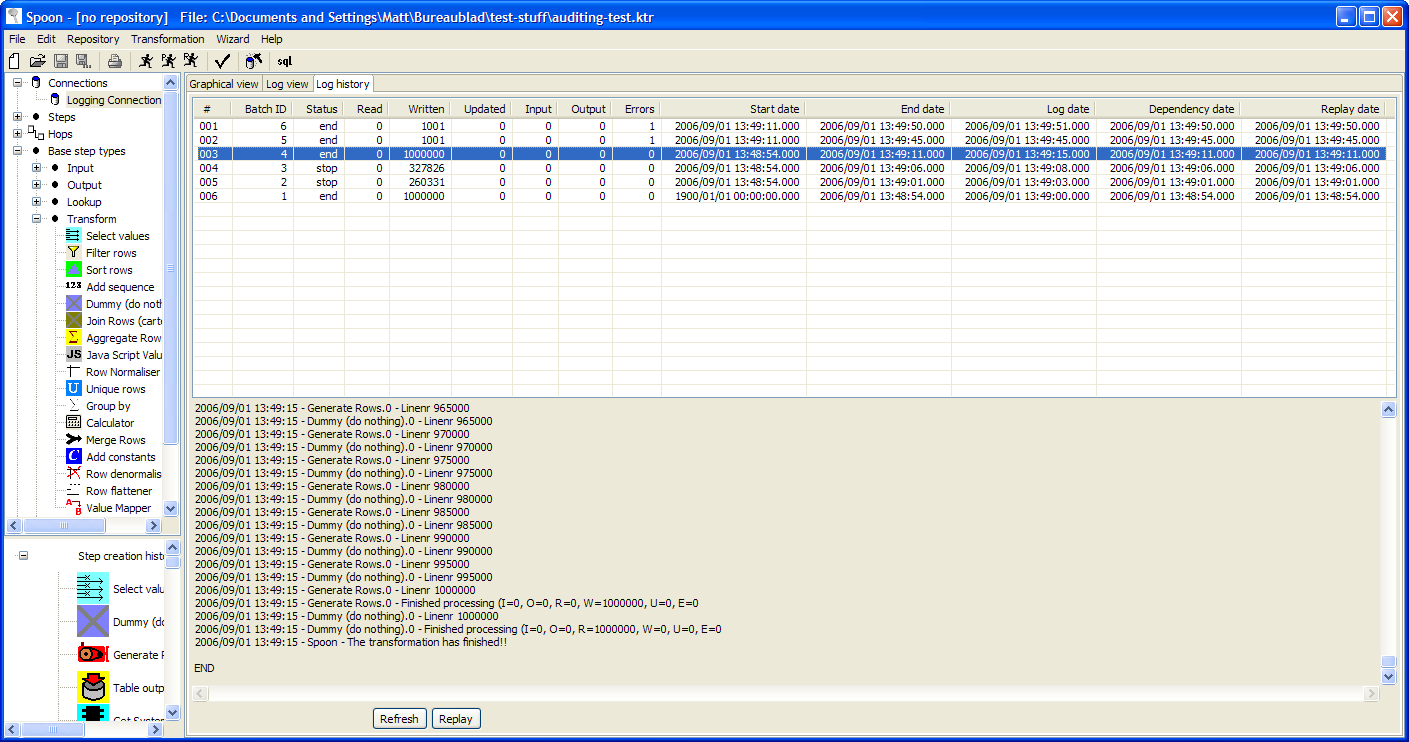 Spoon - [no repository]   File: C:\Documents and Settings\Matt\Bureaublad\test-stuff\auditing-test.ktr
File Edit Repository Transformation Wizard Help
sql
Connections
Logging Connection
Steps
Hops
Base step types
Input
Output
Lookup
Transform
Select values
Filter rows
Sort rows
123 Add sequence
Dummy (do noth
Join Rows (carte
Σ Aggregate Row
JS Java Script Valu
Row Normaliser
U Unique rows
Σ Group by
Calculator
Merge Rows
C Add constants
Row denormalis
Row flattener
A B Value Mapper
Step creation histo
Select valu
Dummy (do
Generate R
Table outp
Get System
Graphical view Log view Log history
# Batch ID Status Read Written Updated Input Output Errors Start date End date Log date Dependency date Replay date
001 6 end 0 1001 0 0 0 1 2006/09/01 13:49:11.000 2006/09/01 13:49:50.000 2006/09/01 13:49:51.000 2006/09/01 13:49:50.000 2006/09/01 13:49:50.000
002 5 end 0 1001 0 0 0 1 2006/09/01 13:49:11.000 2006/09/01 13:49:45.000 2006/09/01 13:49:45.000 2006/09/01 13:49:45.000 2006/09/01 13:49:45.000
003 4 end 0 1000000 0 0 0 0 2006/09/01 13:48:54.000 2006/09/01 13:49:11.000 2006/09/01 13:49:15.000 2006/09/01 13:49:11.000 2006/09/01 13:49:11.000
004 3 stop 0 327826 0 0 0 0 2006/09/01 13:48:54.000 2006/09/01 13:49:06.000 2006/09/01 13:49:08.000 2006/09/01 13:49:06.000 2006/09/01 13:49:06.000
005 2 stop 0 260331 0 0 0 0 2006/09/01 13:48:54.000 2006/09/01 13:49:01.000 2006/09/01 13:49:03.000 2006/09/01 13:49:01.000 2006/09/01 13:49:01.000
006 1 end 0 1000000 0 0 0 0 1900/01/01 00:00:00.000 2006/09/01 13:48:54.000 2006/09/01 13:49:00.000 2006/09/01 13:48:54.000 2006/09/01 13:48:54.000
2006/09/01 13:49:15 - Generate Rows.0 - Linenr 965000
2006/09/01 13:49:15 - Dummy (do nothing).0 - Linenr 965000
2006/09/01 13:49:15 - Generate Rows.0 - Linenr 970000
2006/09/01 13:49:15 - Dummy (do nothing).0 - Linenr 970000
2006/09/01 13:49:15 - Generate Rows.0 - Linenr 975000
2006/09/01 13:49:15 - Dummy (do nothing).0 - Linenr 975000
2006/09/01 13:49:15 - Generate Rows.0 - Linenr 980000
2006/09/01 13:49:15 - Dummy (do nothing).0 - Linenr 980000
2006/09/01 13:49:15 - Generate Rows.0 - Linenr 985000
2006/09/01 13:49:15 - Dummy (do nothing).0 - Linenr 985000
2006/09/01 13:49:15 - Generate Rows.0 - Linenr 990000
2006/09/01 13:49:15 - Dummy (do nothing).0 - Linenr 990000
2006/09/01 13:49:15 - Generate Rows.0 - Linenr 995000
2006/09/01 13:49:15 - Dummy (do nothing).0 - Linenr 995000
2006/09/01 13:49:15 - Generate Rows.0 - Linenr 1000000
2006/09/01 13:49:15 - Generate Rows.0 - Finished processing (I=0, O=0, R=0, W=1000000, U=0, E=0
2006/09/01 13:49:15 - Dummy (do nothing).0 - Linenr 1000000
2006/09/01 13:49:15 - Dummy (do nothing).0 - Finished processing (I=0, O=0, R=1000000, W=0, U=0, E=0
2006/09/01 13:49:15 - Spoon - The transformation has finished!!
END
Refresh Replay